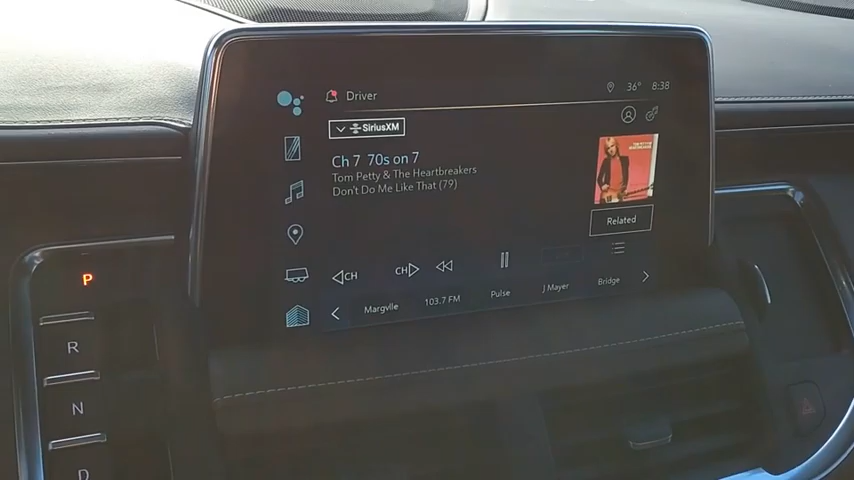 Driver
36° 8:38
SiriusXM
Ch 7 70s on 7
Tom Petty & The Heartbreakers
Don't Do Me Like That (79)
Related
CH
CH
Margvlle
103.7 FM
Pulse
J Mayer
Bridge
P
R
N
D